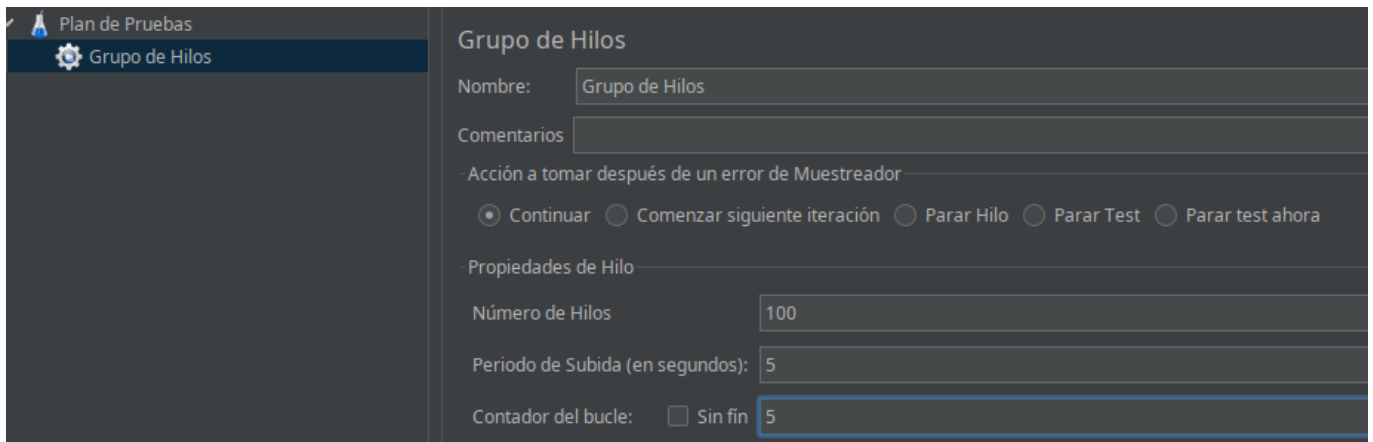 Plan de Pruebas
Grupo de Hilos
Grupo de Hilos
Nombre: Grupo de Hilos
Comentarios
Acción a tomar después de un error de Muestreador
Continuar Comenzar siguiente iteración Parar Hilo Parar Test Parar test ahora
Propiedades de Hilo
Número de Hilos 100
Periodo de Subida (en segundos): 5
Contador del bucle: Sin fín 5